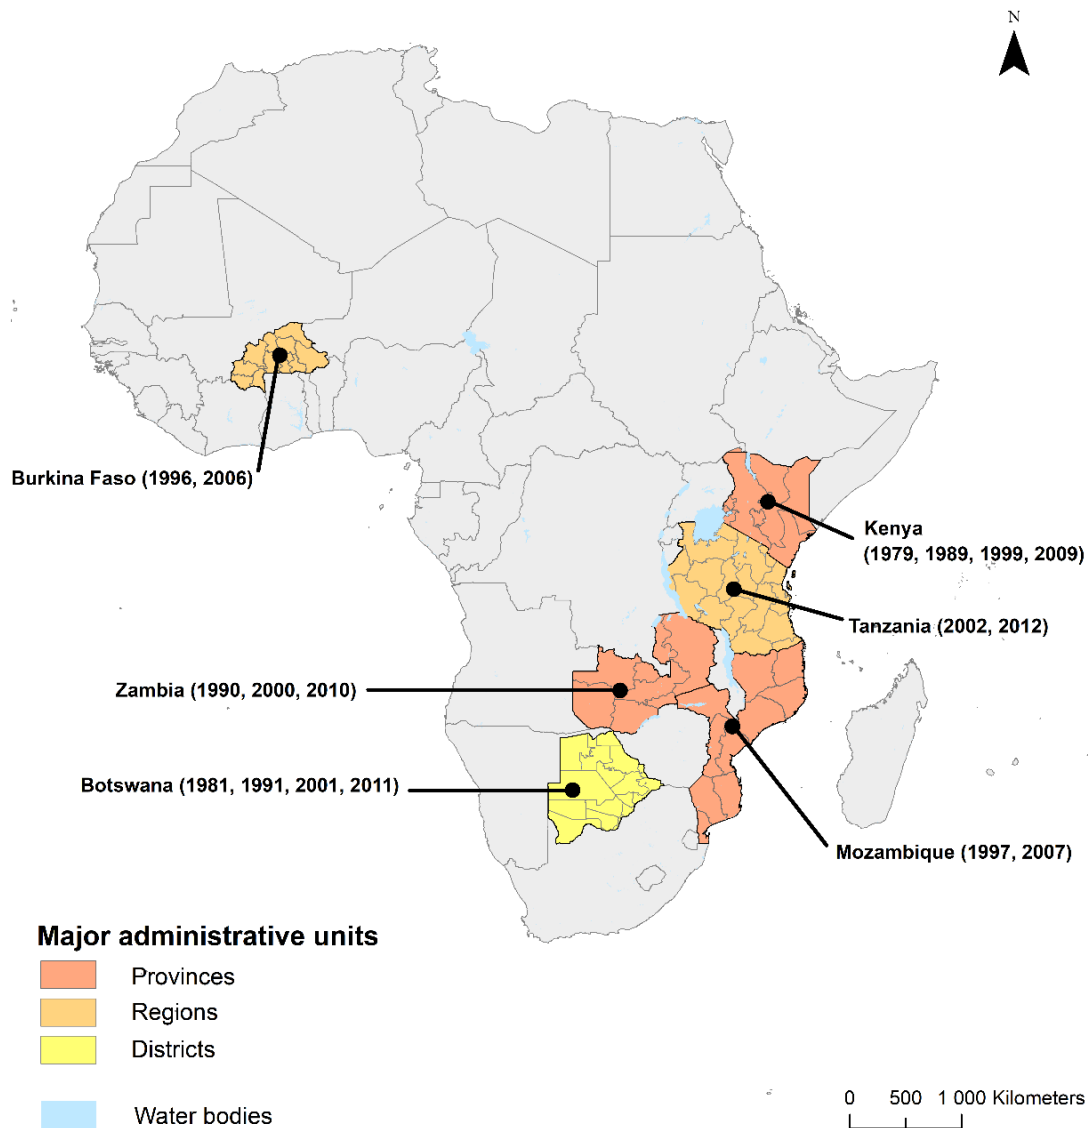 N
Burkina Faso (1996, 2006)
Kenya
(1979, 1989, 1999, 2009)
Tanzania (2002, 2012)
Zambia (1990, 2000, 2010)
Botswana (1981, 1991, 2001, 2011)
Mozambique (1997, 2007)
Major administrative units
Provinces
Regions
Districts
Water bodies
0 500 1 000 Kilometers